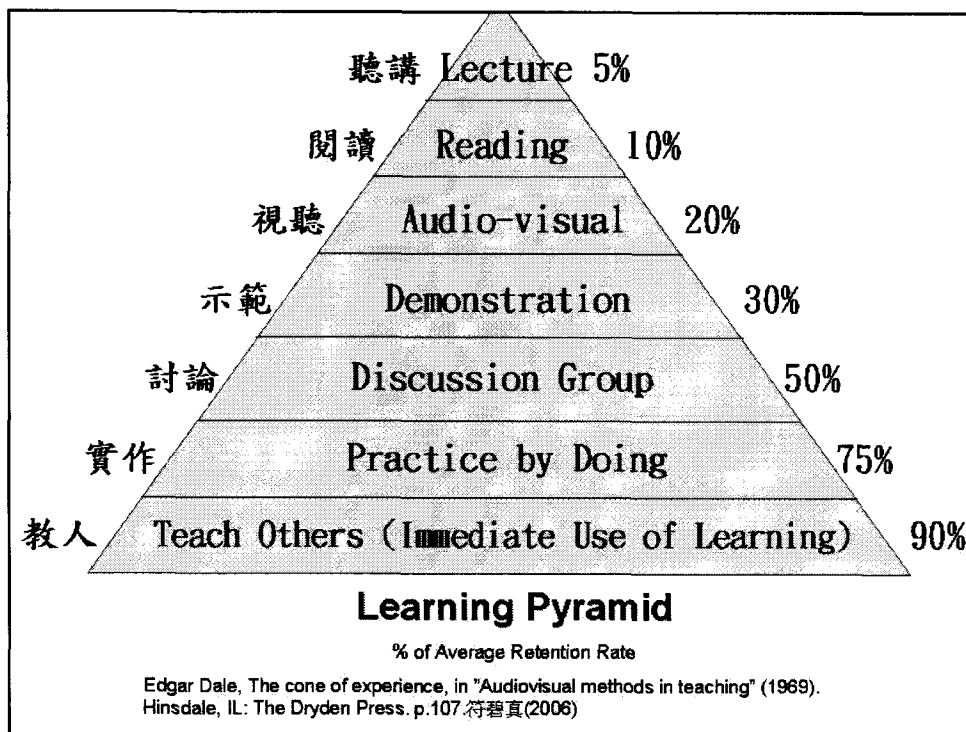 聽講 Lecture 5%
閱讀 Reading 10%
視聽 Audio-visual 20%
示範 Demonstration 30%
討論 Discussion Group 50%
實作 Practice by Doing 75%
教人 Teach Others (Immediate Use of Learning) 90%
Learning Pyramid
% of Average Retention Rate
Edgar Dale, The cone of experience, in "Audiovisual methods in teaching" (1969).
Hinsdale, IL: The Dryden Press. p.107.符碧真(2006)